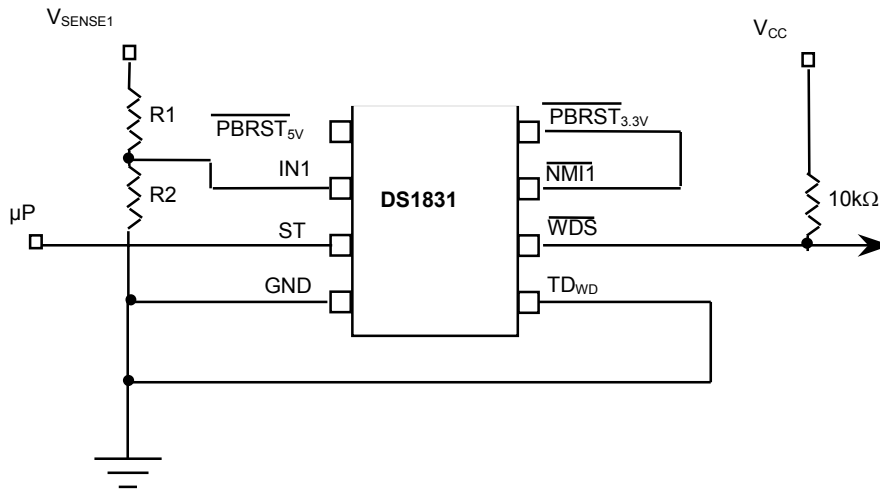 VSENSE1
VCC
R1
PBRST5V
PBRST3.3V
IN1
NMI1
R2
DS1831
10kΩ
µP
ST
WDS
GND
TDWD